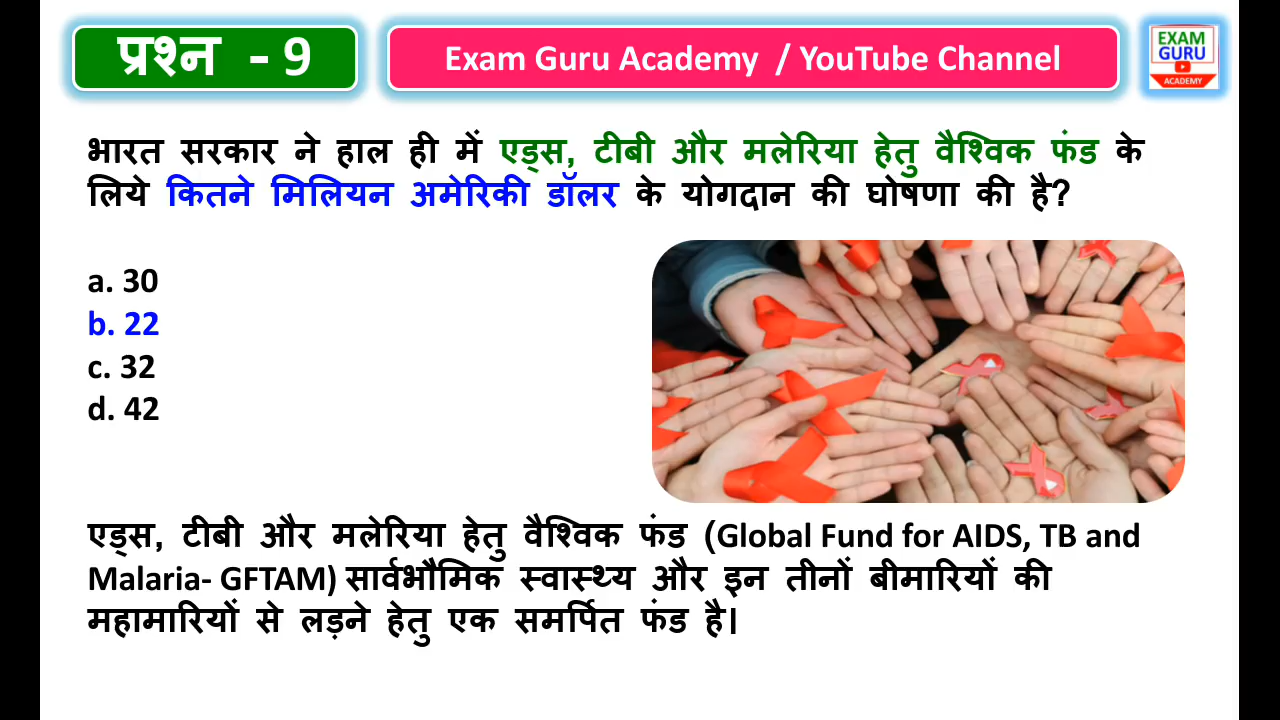 प्रश्न - 9
Exam Guru Academy / YouTube Channel
EXAM
GURU
ACADEMY
भारत सरकार ने हाल ही में एड्स, टीबी और मलेरिया हेतु वैश्विक फंड के
लिये कितने मिलियन अमेरिकी डॉलर के योगदान की घोषणा की है?
a. 30
b. 22
c. 32
d. 42
एड्स, टीबी और मलेरिया हेतु वैश्विक फंड (Global Fund for AIDS, TB and
Malaria- GFTAM) सार्वभौमिक स्वास्थ्य और इन तीनों बीमारियों की
महामारियों से लड़ने हेतु एक समर्पित फंड है।